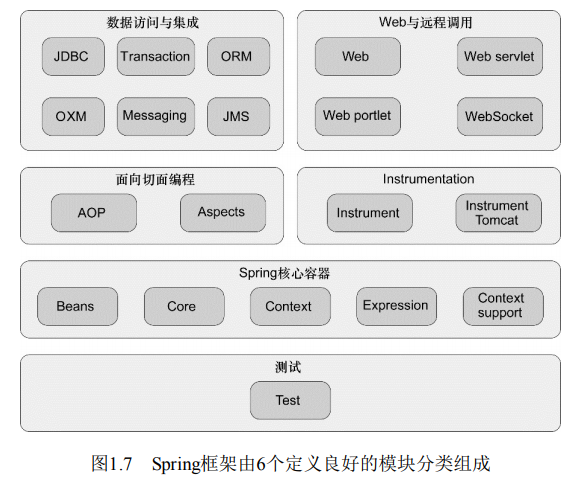 数据访问与集成
JDBC
Transaction
ORM
OXM
Messaging
JMS
Web与远程调用
Web
Web servlet
Web portlet
WebSocket
面向切面编程
AOP
Aspects
Instrumentation
Instrument
Instrument
Tomcat
Spring核心容器
Beans
Core
Context
Expression
Context
support
测试
Test
图1.7 Spring框架由6个定义良好的模块分类组成